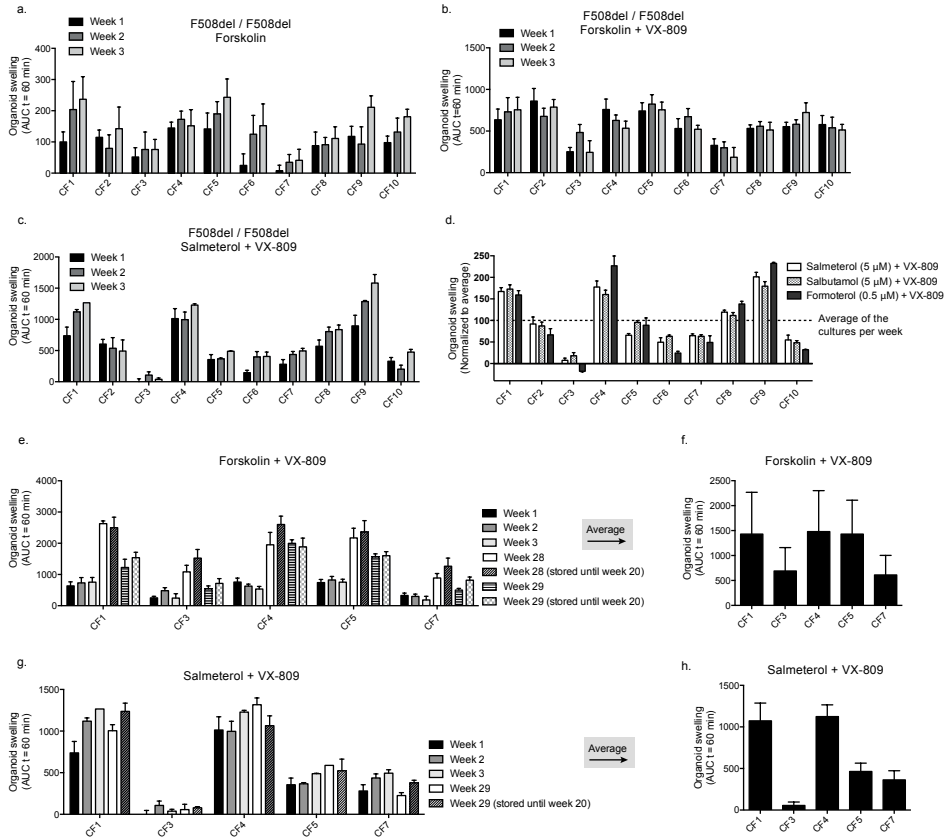 a.
F508del / F508del
Forskolin
Week 1
Week 2
Week 3
Organoid swelling
(AUC t = 60 min)
400
300
200
100
0
CF1 CF2 CF3 CF4 CF5 CF6 CF7 CF8 CF9 CF10
b.
F508del / F508del
Forskolin + VX-809
Week 1
Week 2
Week 3
Organoid swelling
(AUC t=60 min)
1500
1000
500
0
CF1 CF2 CF3 CF4 CF5 CF6 CF7 CF8 CF9 CF10
c.
F508del / F508del
Salmeterol + VX-809
Week 1
Week 2
Week 3
Organoid swelling
(AUC t = 60 min)
2000
1500
1000
500
0
CF1 CF2 CF3 CF4 CF5 CF6 CF7 CF8 CF9 CF10
d.
Organoid swelling
(Normalized to average)
250
200
150
100
50
0
Salmeterol (5 µM) + VX-809
Salbutamol (5 µM) + VX-809
Formoterol (0.5 µM) + VX-809
Average of the
cultures per week
CF1 CF2 CF3 CF4 CF5 CF6 CF7 CF8 CF9 CF10
e.
Forskolin + VX-809
Organoid swelling
(AUC t = 60 min)
4000
3000
2000
1000
0
CF1 CF3 CF4 CF5 CF7
Week 1
Week 2
Week 3
Week 28
Week 28 (stored until week 20)
Week 29
Week 29 (stored until week 20)
Average
f.
Forskolin + VX-809
Organoid swelling
(AUC t = 60 min)
2500
2000
1500
1000
500
0
CF1 CF3 CF4 CF5 CF7
g.
Salmeterol + VX-809
Organoid swelling
(AUC t = 60 min)
1500
1000
500
0
CF1 CF3 CF4 CF5 CF7
Week 1
Week 2
Week 3
Week 29
Week 29 (stored until week 20)
Average
h.
Salmeterol + VX-809
Organoid swelling
(AUC t = 60 min)
1500
1000
500
0
CF1 CF3 CF4 CF5 CF7